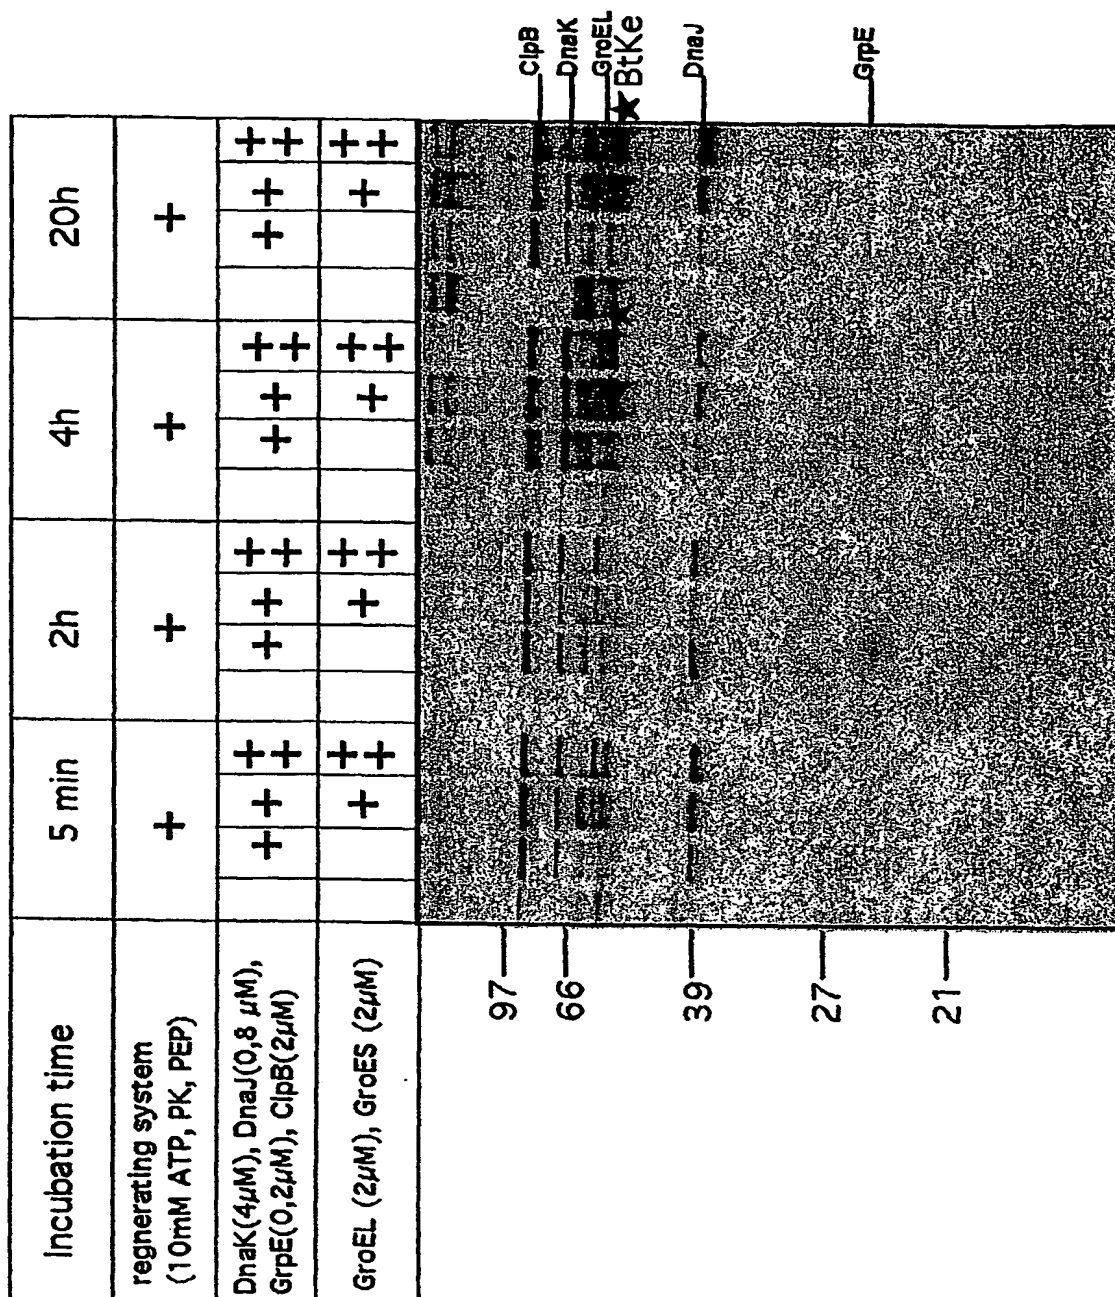 Incubation time 5 min 2h 4h 20h
regnerating system
(10mM ATP, PK, PEP) + + + +
DnaK(4μM), DnaJ(0,8 μM),
GrpE(0,2μM), ClpB(2μM) + + ++ + + ++ + + ++ + + ++
GroEL (2μM), GroES (2μM) + ++ + ++ + ++ + ++
97
66
39
27
21
ClpB
DnaK
GroEL
★BtKe
DnaJ
GrpE